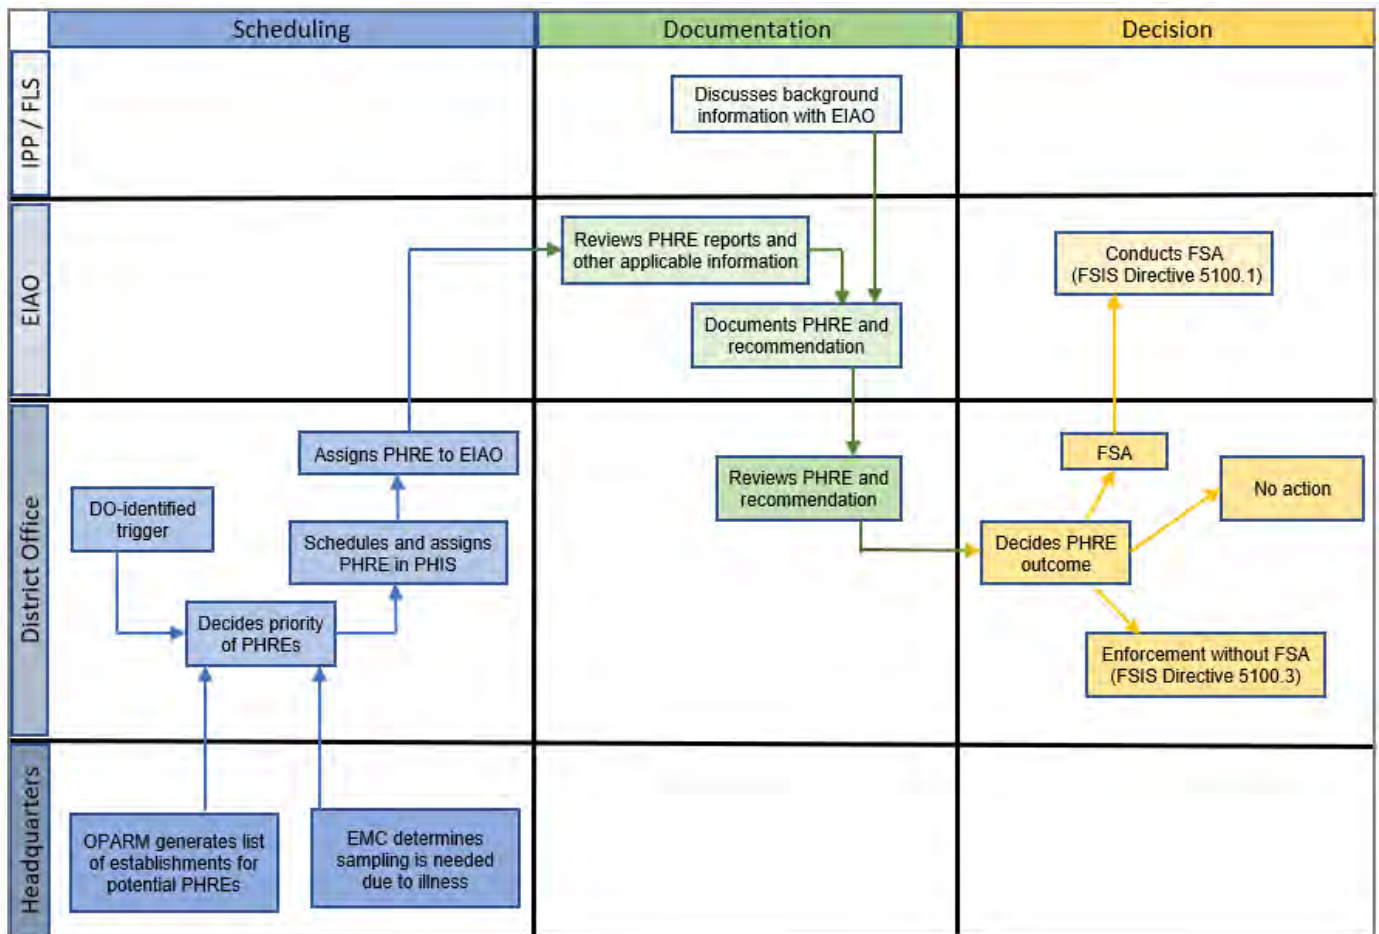 Scheduling
Documentation
Decision
IPP / FLS
Discusses background
information with EIAO
EIAO
Reviews PHRE reports and
other applicable information
Documents PHRE and
recommendation
Conducts FSA
(FSIS Directive 5100.1)
District Office
Assigns PHRE to EIAO
DO-identified
trigger
Schedules and assigns
PHRE in PHIS
Decides priority
of PHREs
Reviews PHRE and
recommendation
FSA
No action
Decides PHRE
outcome
Enforcement without FSA
(FSIS Directive 5100.3)
Headquarters
OPARM generates list
of establishments for
potential PHREs
EMC determines
sampling is needed
due to illness